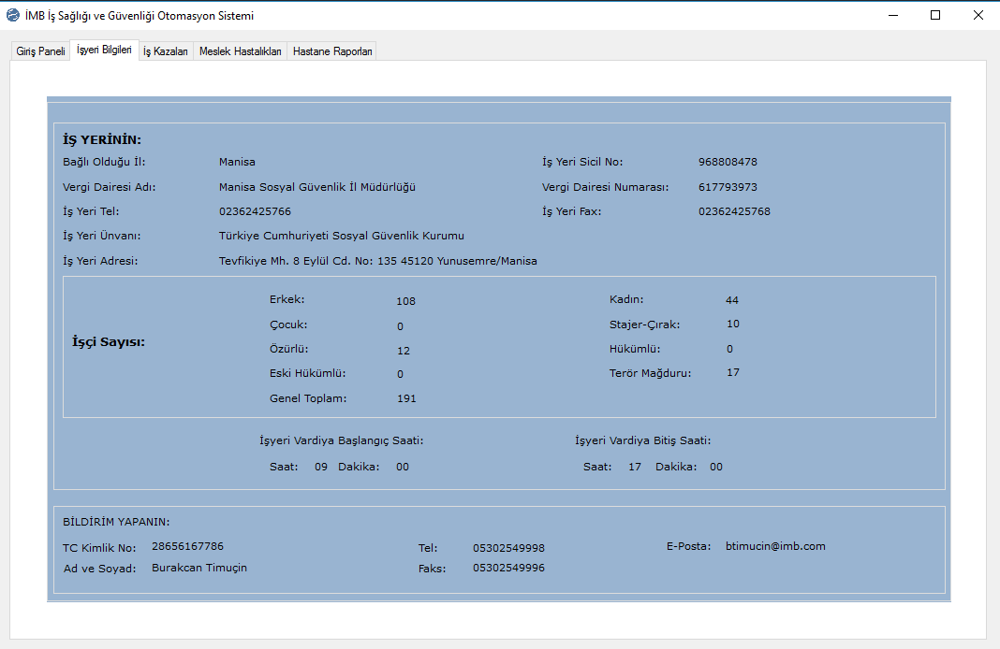 İMB İş Sağlığı ve Güvenliği Otomasyon Sistemi
Giriş Paneli İşyeri Bilgileri İş Kazaları Meslek Hastalıkları Hastane Raporları
İŞ YERİNİN:
Bağlı Olduğu İl: Manisa İş Yeri Sicil No: 968808478
Vergi Dairesi Adı: Manisa Sosyal Güvenlik İl Müdürlüğü Vergi Dairesi Numarası: 617793973
İş Yeri Tel: 02362425766 İş Yeri Fax: 02362425768
İş Yeri Ünvanı: Türkiye Cumhuriyeti Sosyal Güvenlik Kurumu
İş Yeri Adresi: Tevfikiye Mh. 8 Eylül Cd. No: 135 45120 Yunusemre/Manisa
İşçi Sayısı:
Erkek: 108 Kadın: 44
Çocuk: 0 Stajer-Çırak: 10
Özürlü: 12 Hükümlü: 0
Eski Hükümlü: 0 Terör Mağduru: 17
Genel Toplam: 191
İşyeri Vardiya Başlangıç Saati: İşyeri Vardiya Bitiş Saati:
Saat: 09 Dakika: 00 Saat: 17 Dakika: 00
BİLDİRİM YAPANIN:
TC Kimlik No: 28656167786 Tel: 05302549998 E-Posta: btimucin@imb.com
Ad ve Soyad: Burakcan Timuçin Faks: 05302549996